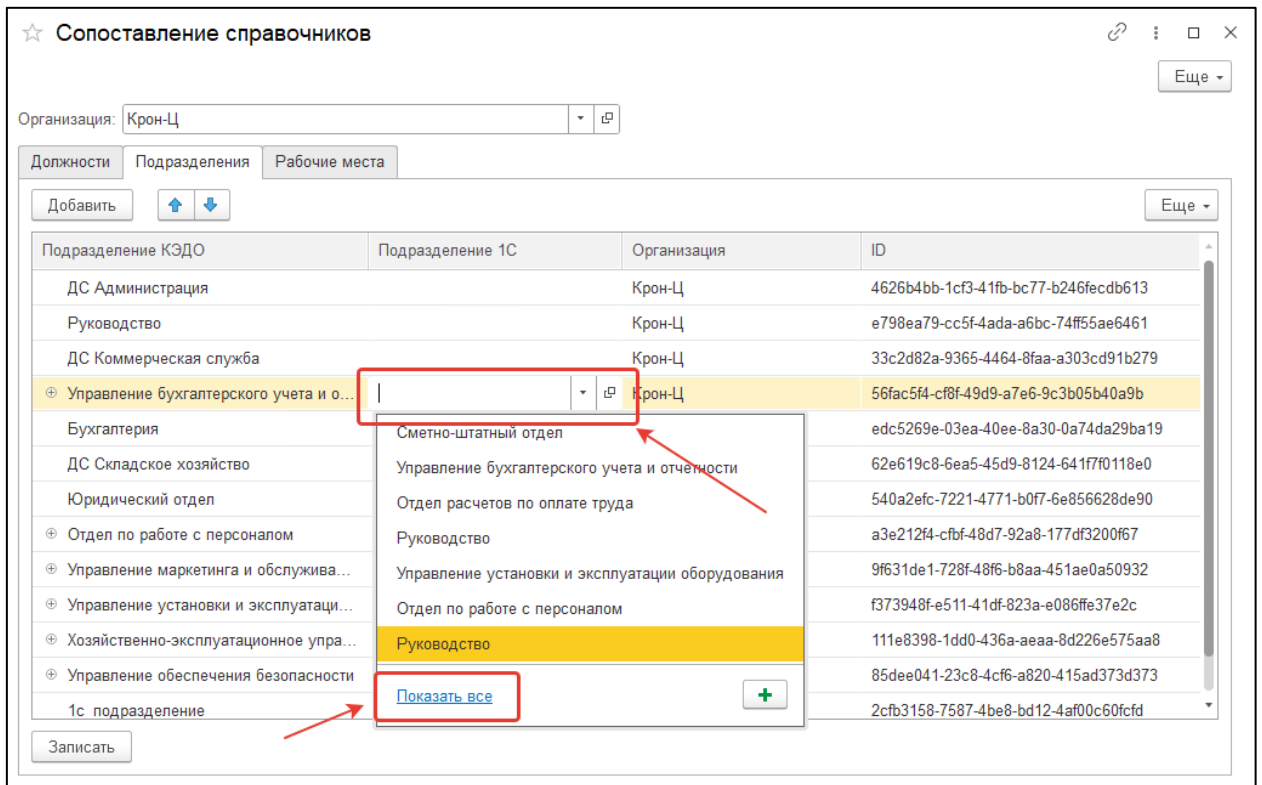 Сопоставление справочников
Еще
Организация: Крон-Ц
Должности Подразделения Рабочие места
Добавить Еще
Подразделение КЭДО Подразделение 1С Организация ID
ДС Администрация Крон-Ц 4626b4bb-1cf3-41fb-bc77-b246fecdb613
Руководство Крон-Ц e798ea79-cc5f-4ada-a6bc-74ff55ae6461
ДС Коммерческая служба Крон-Ц 33c2d82a-9365-4464-8faa-a303cd91b279
Управление бухгалтерского учета и о... Крон-Ц 56fac5f4-cf8f-49d9-a7e6-9c3b05b40a9b
Бухгалтерия Сметно-штатный отдел edc5269e-03ea-40ee-8a30-0a74da29ba19
ДС Складское хозяйство Управление бухгалтерского учета и отчетности 62e619c8-6ea5-45d9-8124-641f7f0118e0
Юридический отдел Отдел расчетов по оплате труда 540a2efc-7221-4771-b0f7-6e856628de90
Отдел по работе с персоналом Руководство a3e212f4-cfbf-48d7-92a8-177df3200f67
Управление маркетинга и обслужива... Управление установки и эксплуатации оборудования 9f631de1-728f-48f6-b8aa-451ae0a50932
Управление установки и эксплуатаци... Отдел по работе с персоналом f373948f-e511-41df-823a-e086ffe37e2c
Хозяйственно-эксплуатационное упра... Руководство 111e8398-1dd0-436a-aeaa-8d226e575aa8
Управление обеспечения безопасности Показать все 85dee041-23c8-4cf6-a820-415ad373d373
1с подразделение 2cfb3158-7587-4be8-bd12-4af00c60fcfd
Записать